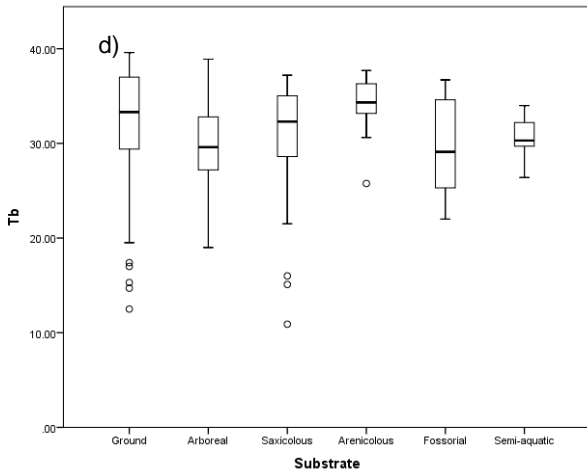 d)
40.00
30.00
20.00
10.00
.00
Tb
Ground Arboreal Saxicolous Arenicolous Fossorial Semi-aquatic
Substrate